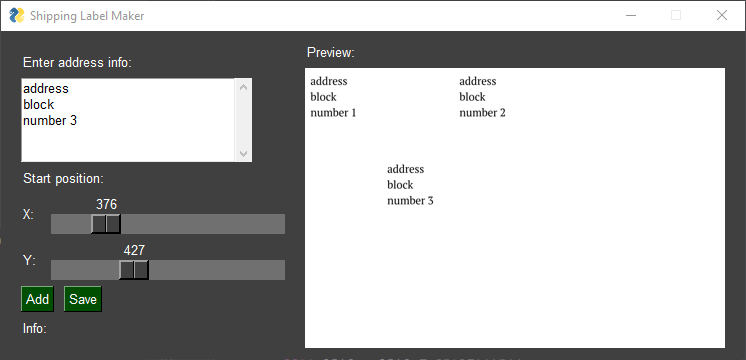 Shipping Label Maker
Enter address info:
address
block
number 3
Start position:
X:
376
Y:
427
Add
Save
Info:
Preview:
address
block
number 1
address
block
number 2
address
block
number 3